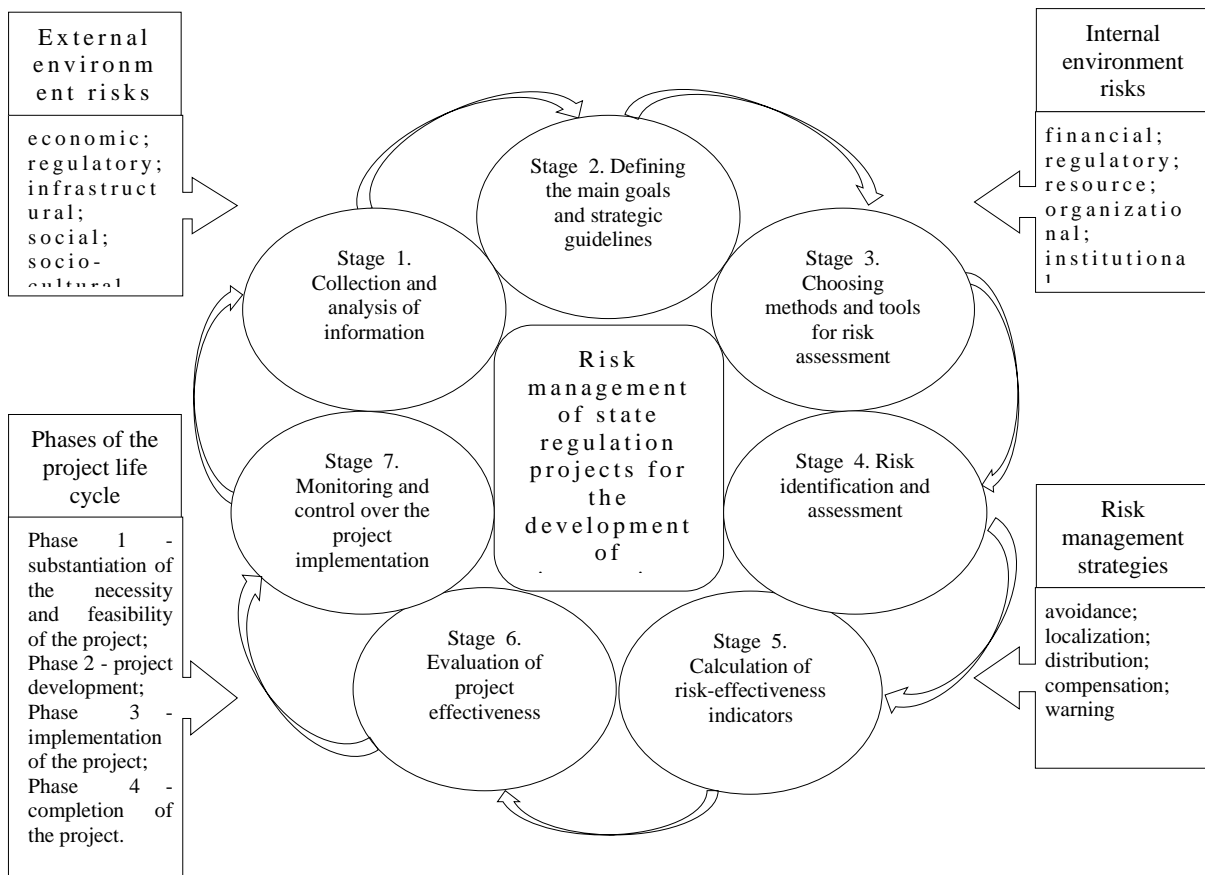 External
environm
ent risks
economic;
regulatory;
infrastruct
ural;
social;
socio-
cultural
Internal
environment
risks
financial;
regulatory;
resource;
organizatio
nal;
institutiona
l
Stage 1.
Collection and
analysis of
information
Stage 2. Defining
the main goals
and strategic
guidelines
Stage 3.
Choosing
methods and tools
for risk
assessment
Stage 4. Risk
identification and
assessment
Stage 5.
Calculation of
risk-effectiveness
indicators
Stage 6.
Evaluation of
project
effectiveness
Stage 7.
Monitoring and
control over the
project
implementation
Risk
management
of state
regulation
projects for
the
development
of
Phases of the
project life
cycle
Phase 1 -
substantiation of
the necessity
and feasibility
of the project;
Phase 2 - project
development;
Phase 3 -
implementation
of the project;
Phase 4 -
completion of
the project.
Risk
management
strategies
avoidance;
localization;
distribution;
compensation;
warning